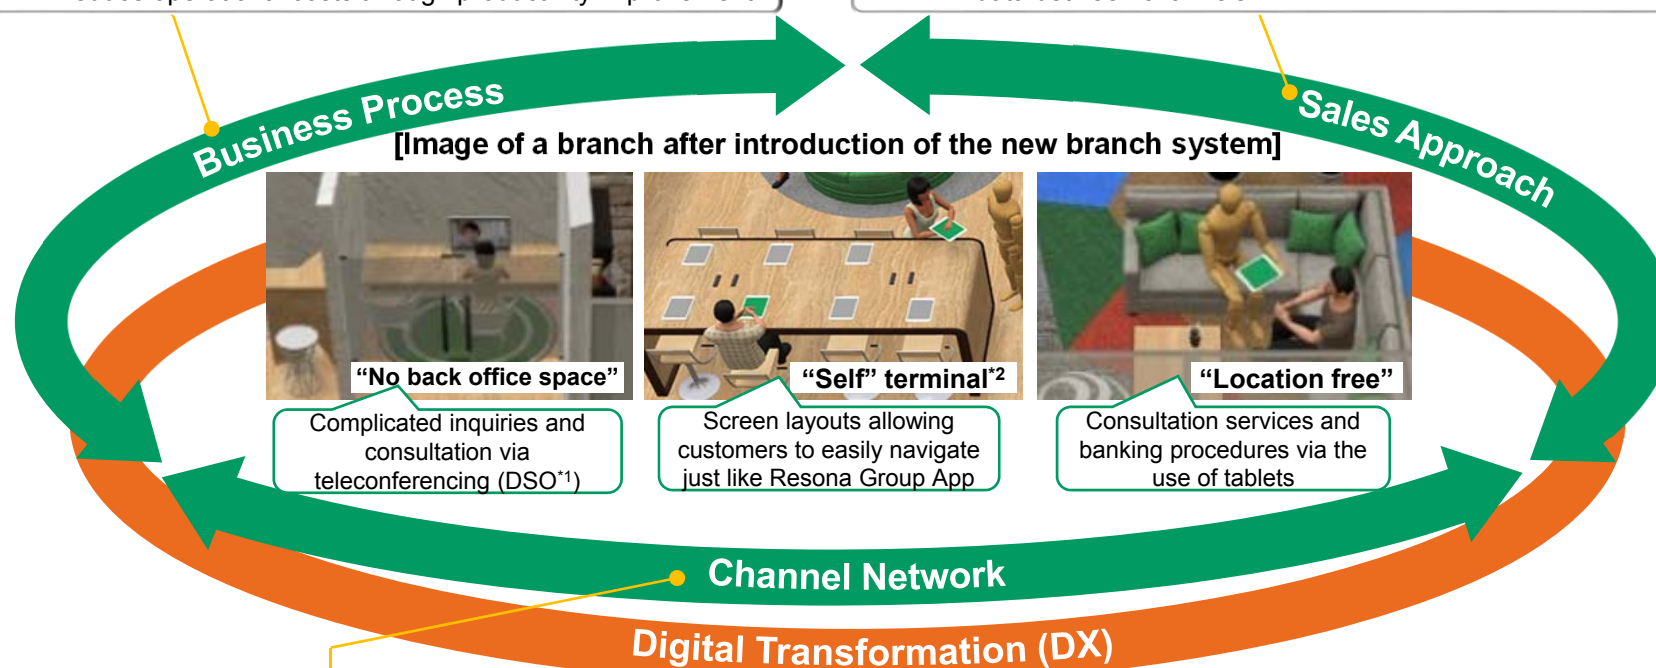 Business Process
Sales Approach
[Image of a branch after introduction of the new branch system]
“No back office space”
“Self” terminal*2
“Location free”
Complicated inquiries and
consultation via
teleconferencing (DSO*1)
Screen layouts allowing
customers to easily navigate
just like Resona Group App
Consultation services and
banking procedures via the
use of tablets
Channel Network
Digital Transformation (DX)